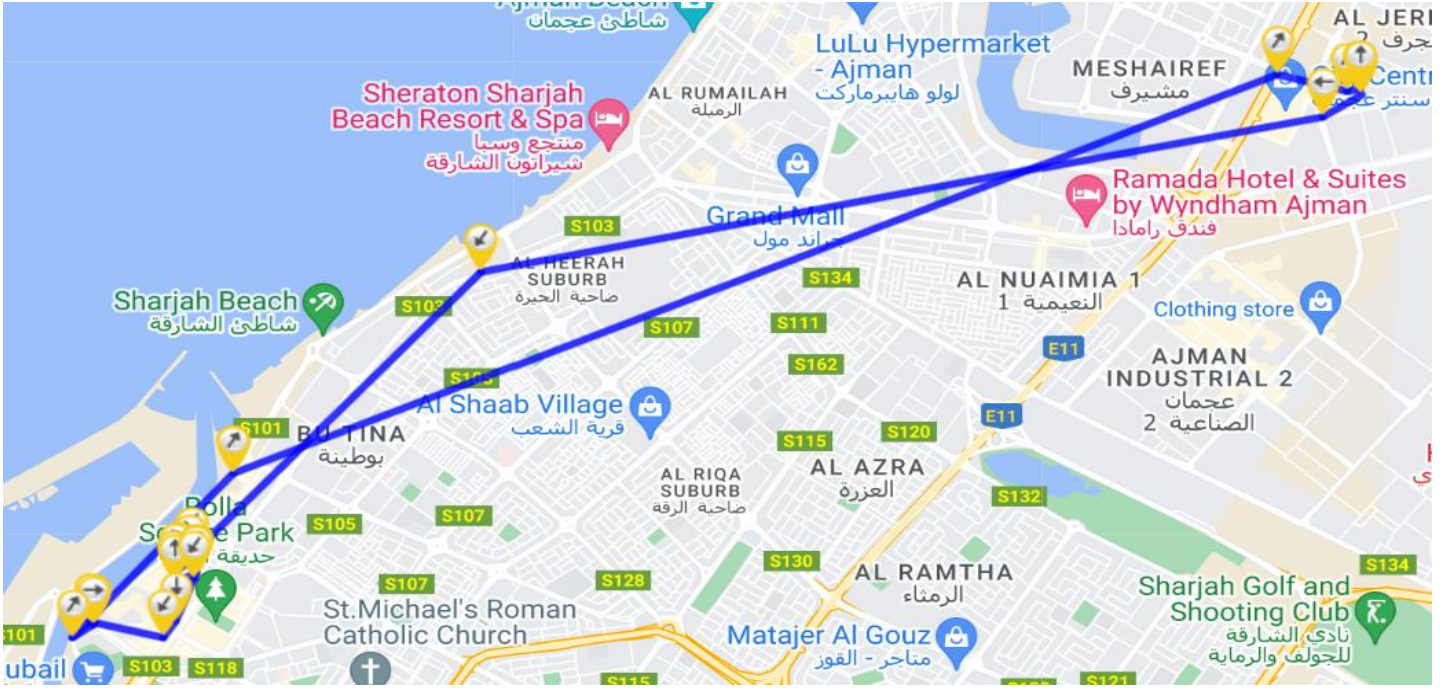 شاطئ عجمان
LuLu Hypermarket
- Ajman
لولو هايبرماركت
MESHAIREF
مشيرف
Sheraton Sharjah
Beach Resort & Spa
منتجع وسبا
شيراتون الشارقة
AL RUMAILAH
الرميلة
Ramada Hotel & Suites
by Wyndham Ajman
فندق رامادا
Grand Mall
جراند مول
S103
AL HEERAH
SUBURB
ضاحية الحيرة
S134
AL NUAIMIA 1
النعيمية 1
Sharjah Beach
شاطئ الشارقة
S103
S107
S111
Clothing store
E11
S162
AJMAN
INDUSTRIAL 2
عجمان
الصناعية 2
Al Shaab Village
قرية الشعب
S101
BU TINA
بوطينة
E11
S115
S120
AL AZRA
العزرة
AL RIQA
SUBURB
ضاحية الرقة
S132
S105
S107
Park
حديقة
S130
S134
S107
S128
AL RAMTHA
الرمثاء
Sharjah Golf and
Shooting Club
نادي الشارقة
للجولف والرماية
St.Michael's Roman
Catholic Church
Matajer Al Gouz
متاجر - القوز
S101
ubail
S103
S118
S115
S121